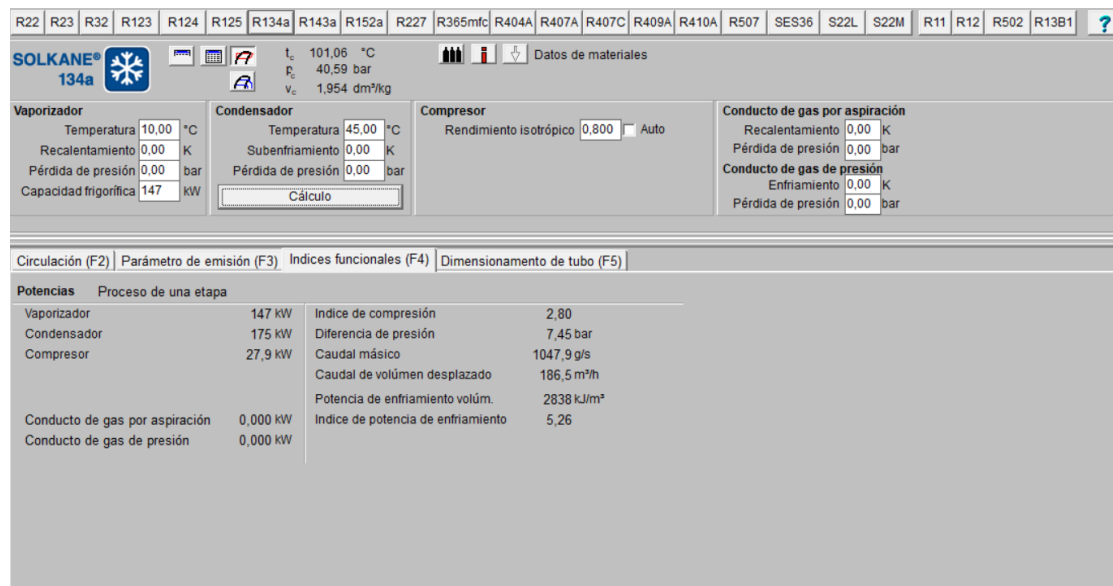 R22 R23 R32 R123 R124 R125 R134a R143a R152a R227 R365mfc R404A R407A R407C R409A R410A R507 SES36 S22L S22M R11 R12 R502 R13B1 ?
SOLKANE®
134a
tc 101,06 °C
pc 40,59 bar
vc 1,954 dm³/kg
Datos de materiales
Vaporizador
Temperatura 10,00 °C
Recalentamiento 0,00 K
Pérdida de presión 0,00 bar
Capacidad frigorífica 147 kW
Condensador
Temperatura 45,00 °C
Subenfriamiento 0,00 K
Pérdida de presión 0,00 bar
Cálculo
Compresor
Rendimiento isotrópico 0,800 Auto
Conducto de gas por aspiración
Recalentamiento 0,00 K
Pérdida de presión 0,00 bar
Conducto de gas de presión
Enfriamiento 0,00 K
Pérdida de presión 0,00 bar
Circulación (F2) Parámetro de emisión (F3) Indices funcionales (F4) Dimensionamento de tubo (F5)
Potencias Proceso de una etapa
Vaporizador 147 kW
Condensador 175 kW
Compresor 27,9 kW
Conducto de gas por aspiración 0,000 kW
Conducto de gas de presión 0,000 kW
Indice de compresión 2,80
Diferencia de presión 7,45 bar
Caudal másico 1047,9 g/s
Caudal de volúmen desplazado 186,5 m³/h
Potencia de enfriamiento volúm. 2838 kJ/m³
Indice de potencia de enfriamiento 5,26